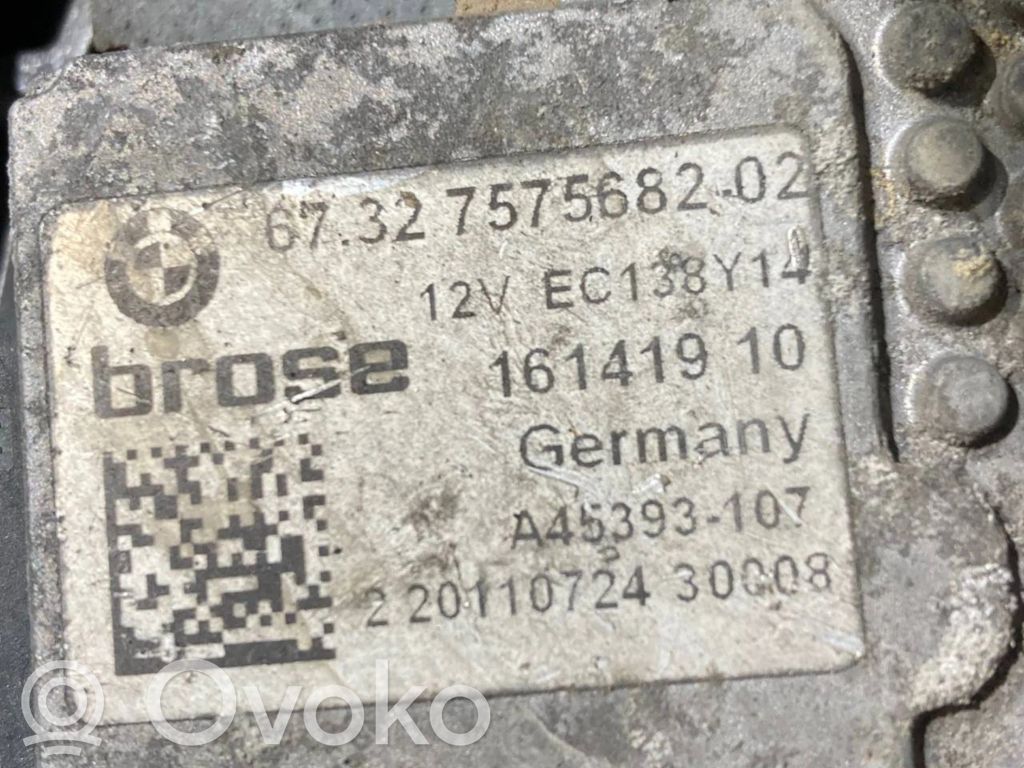 67.32 7575682-02
12V EC138Y14
brose 161419 10
Germany
A45393-107
2 20110724 30008
Ovoko